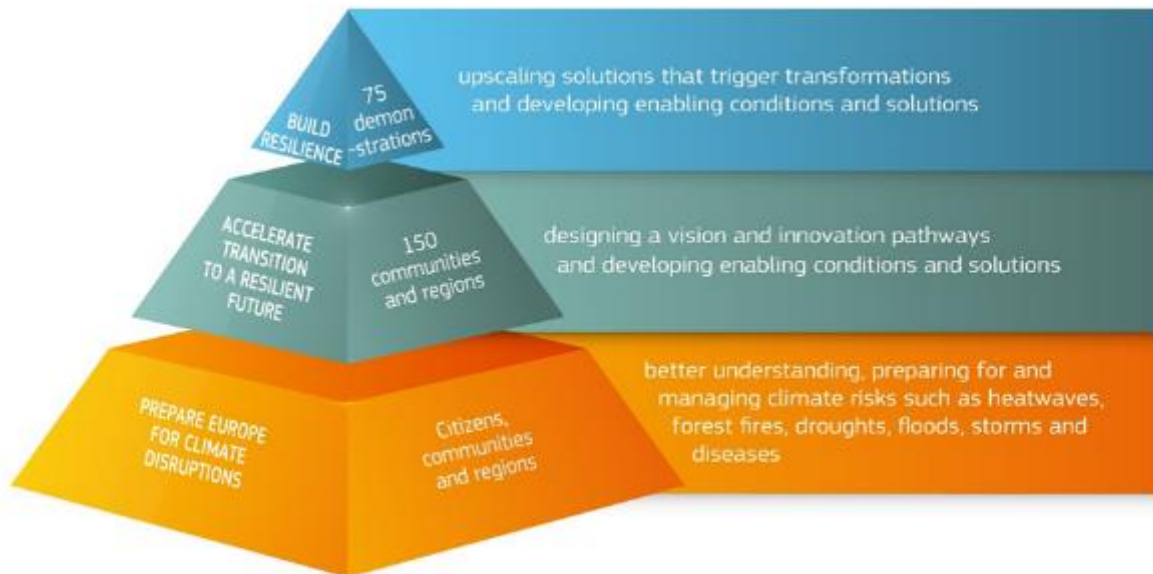 BUILD
RESILIENCE
75
demon
-strations
upscaling solutions that trigger transformations
and developing enabling conditions and solutions
ACCELERATE
TRANSITION
TO A RESILIENT
FUTURE
150
communities
and regions
designing a vision and innovation pathways
and developing enabling conditions and solutions
PREPARE EUROPE
FOR CLIMATE
DISRUPTIONS
Citizens,
communities
and regions
better understanding, preparing for and
managing climate risks such as heatwaves,
forest fires, droughts, floods, storms and
diseases